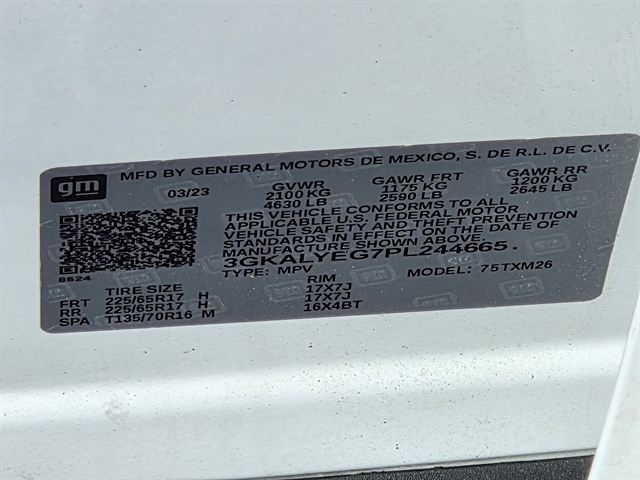 gm
MFD BY GENERAL MOTORS DE MEXICO, S. DE R.L. DE C.V.
03/23 GVWR GAWR FRT GAWR RR
2100 KG 1175 KG 1200 KG
4630 LB 2590 LB 2645 LB
THIS VEHICLE CONFORMS TO ALL
APPLICABLE U.S. FEDERAL MOTOR
VEHICLE SAFETY AND THEFT PREVENTION
STANDARDS IN EFFECT ON THE DATE OF
MANUFACTURE SHOWN ABOVE.
3GKALYEG7PL244665.
8624 TYPE: MPV MODEL: 75TXM26
TIRE SIZE RIM
FRT 225/65R17 H 17X7J
RR 225/65R17 H 17X7J
SPA T135/70R16 M 16X4BT